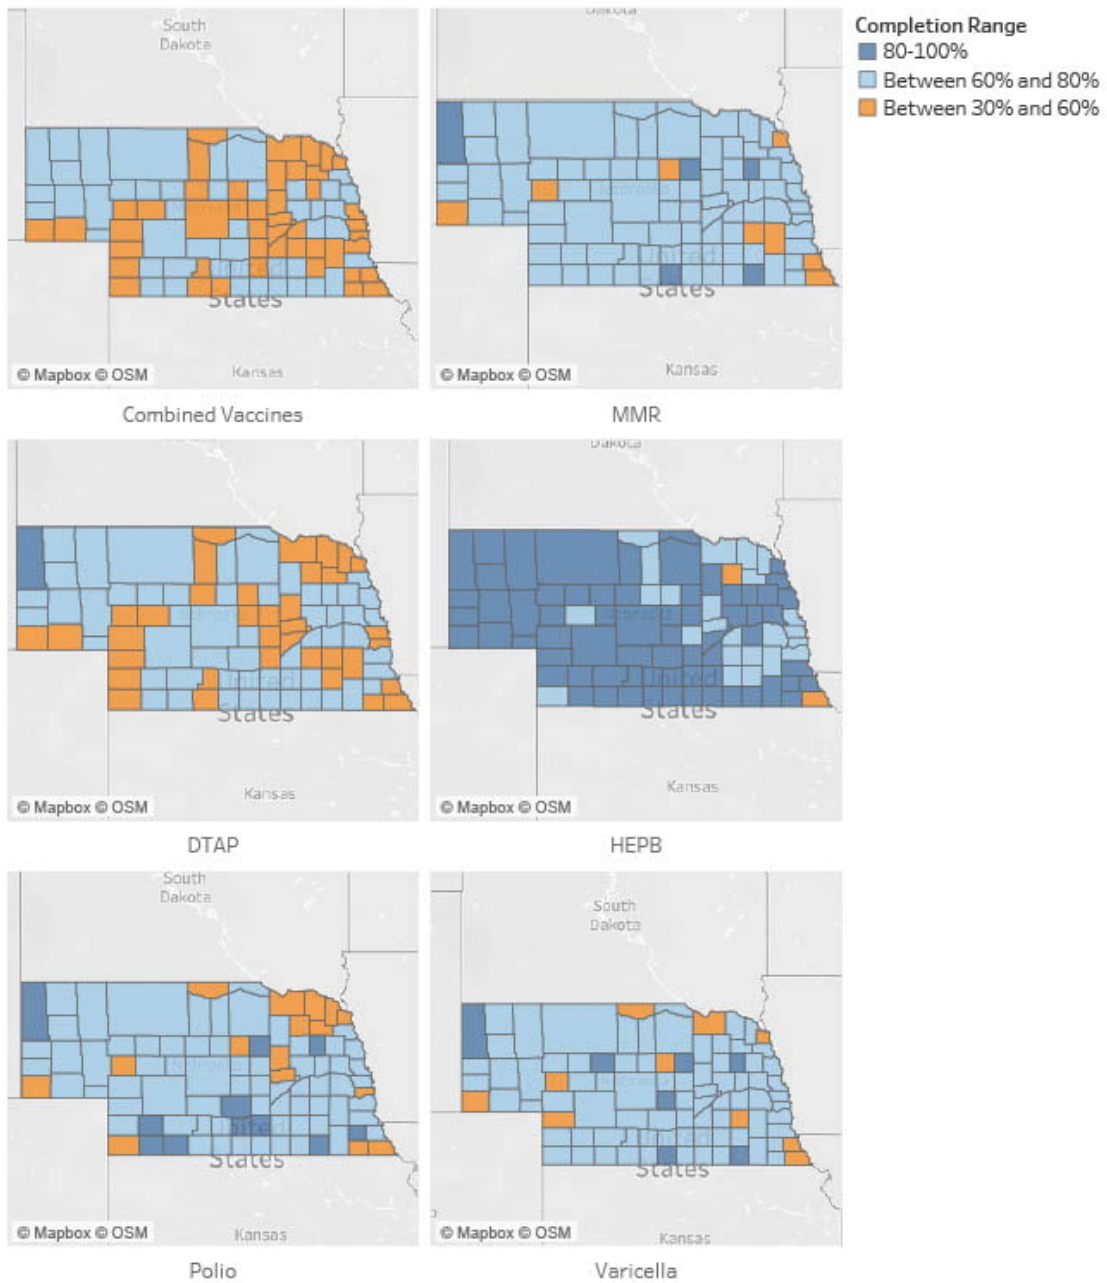 South
Dakota
United
States
Kansas
© Mapbox © OSM
Combined Vaccines
Dakota
United
States
Kansas
© Mapbox © OSM
MMR
Completion Range
80-100%
Between 60% and 80%
Between 30% and 60%
United
States
Kansas
© Mapbox © OSM
DTAP
Dakota
United
States
Kansas
© Mapbox © OSM
HEPB
South
Dakota
Nebraska
United
States
Kansas
© Mapbox © OSM
Polio
South
Dakota
Nebraska
United
States
Kansas
© Mapbox © OSM
Varicella